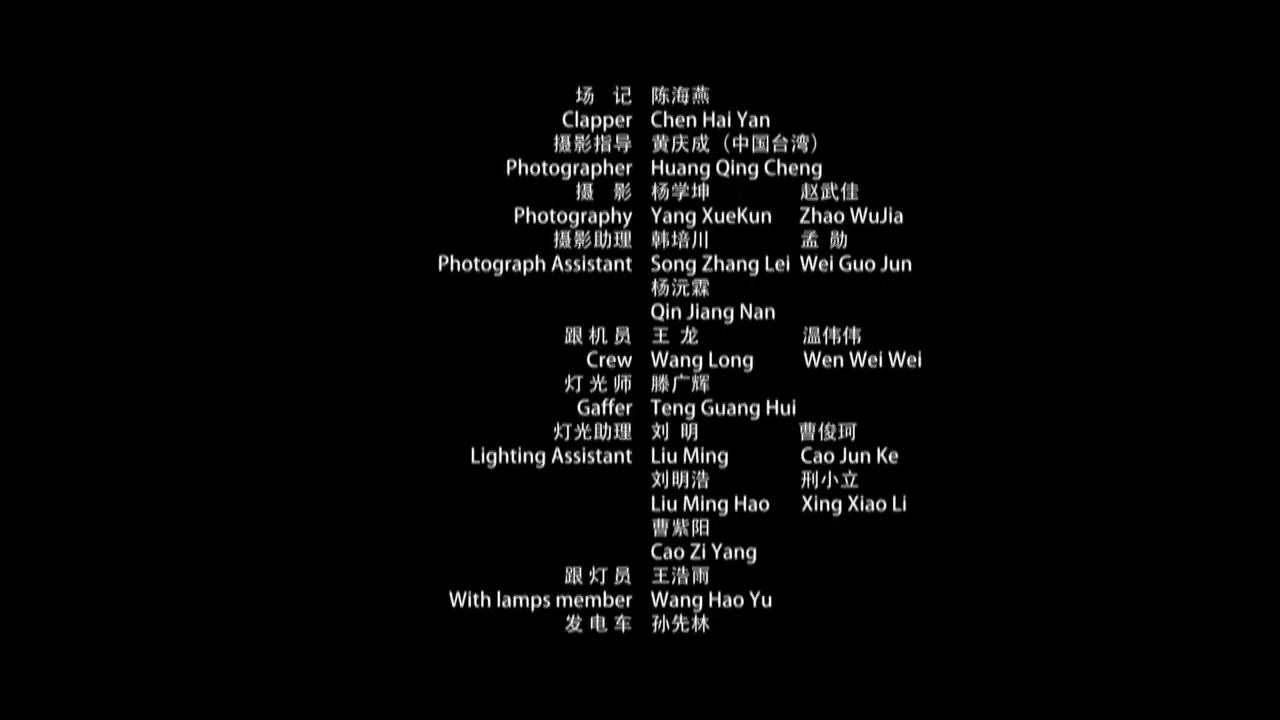 场 记 陈海燕
Clapper Chen Hai Yan
摄影指导 黄庆成（中国台湾）
Photographer Huang Qing Cheng
摄 影 杨学坤 赵武佳
Photography Yang XueKun Zhao WuJia
摄影助理 韩培川 孟 勋
Photograph Assistant Song Zhang Lei Wei Guo Jun
杨沅霖
Qin Jiang Nan
跟 机 员 王 龙 温伟伟
Crew Wang Long Wen Wei Wei
灯 光 师 滕广辉
Gaffer Teng Guang Hui
灯光助理 刘 明 曹俊珂
Lighting Assistant Liu Ming Cao Jun Ke
刘明浩 刑小立
Liu Ming Hao Xing Xiao Li
曹紫阳
Cao Zi Yang
跟 灯 员 王浩雨
With lamps member Wang Hao Yu
发 电 车 孙先林